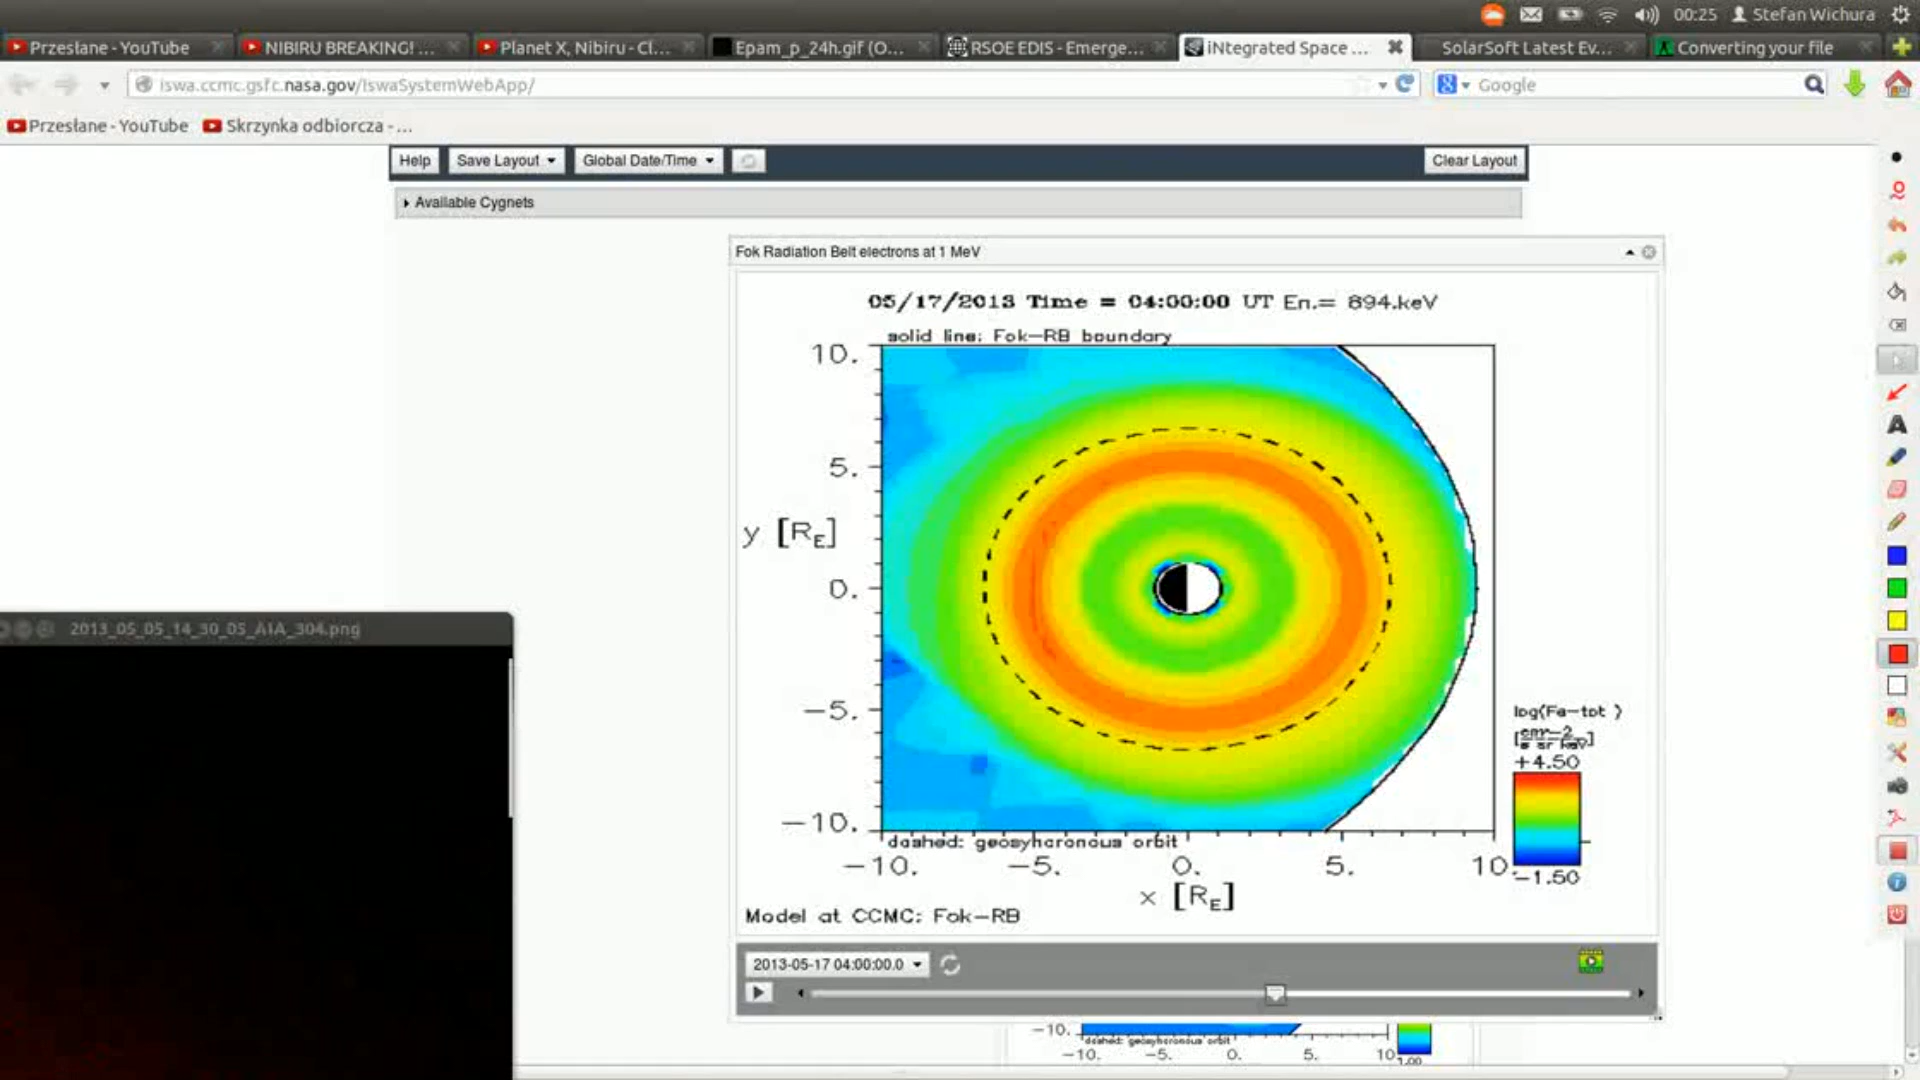 00:25 Stefan Wichura
Przesłane - YouTube
NIBIRU BREAKING! ...
Planet X, Nibiru - Cl...
Epam_p_24h.gif (O...
RSOE EDIS - Emerge...
iNtegrated Space ...
SolarSoft Latest Ev...
Converting your file
iswa.ccmc.gsfc.nasa.gov/IswaSystemWebApp/
Google
Przesłane - YouTube
Skrzynka odbiorcza - ...
Help
Save Layout
Global Date/Time
Clear Layout
Available Cygnets
Fok Radiation Belt electrons at 1 MeV
05/17/2013 Time = 04:00:00 UT En.= 894.keV
solid line: Fok-RB boundary
10.
5.
y [RE]
0.
-5.
-10.
dashed: geosyhcronous orbit
-10. -5. 0. 5. 10.
x [RE]
log(Fa-tot )
+4.50
-1.50
Model at CCMC: Fok-RB
2013_05_05_14_30_05_AIA_304.png
2013-05-17 04:00:00.0
-10.
dashed: geosyhcronous orbit
-10. -5. 0. 5. 10.